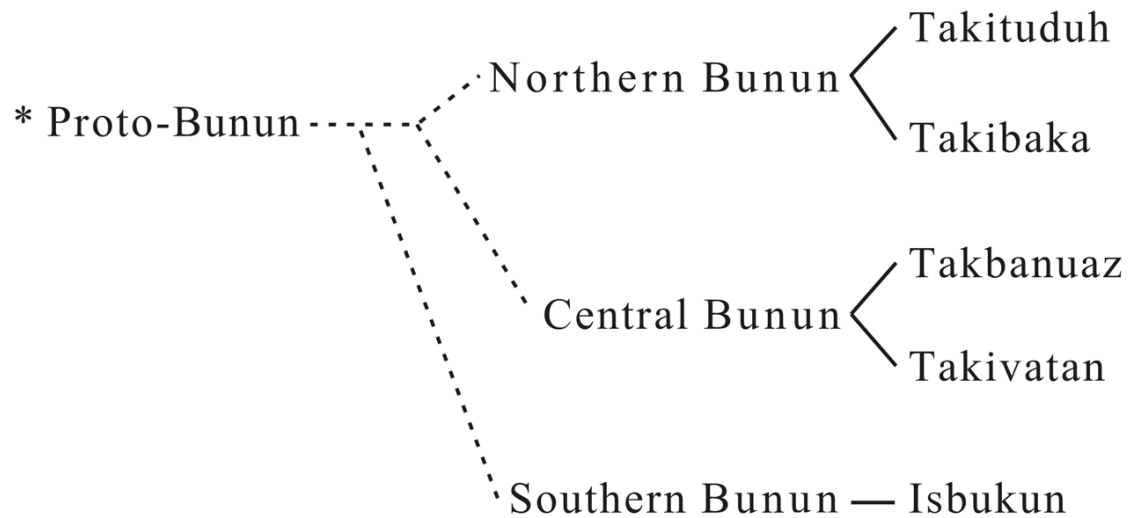 Takituduh
Northern Bunun
* Proto-Bunun
Takibaka
Takbanuaz
Central Bunun
Takivatan
Southern Bunun
Isbukun